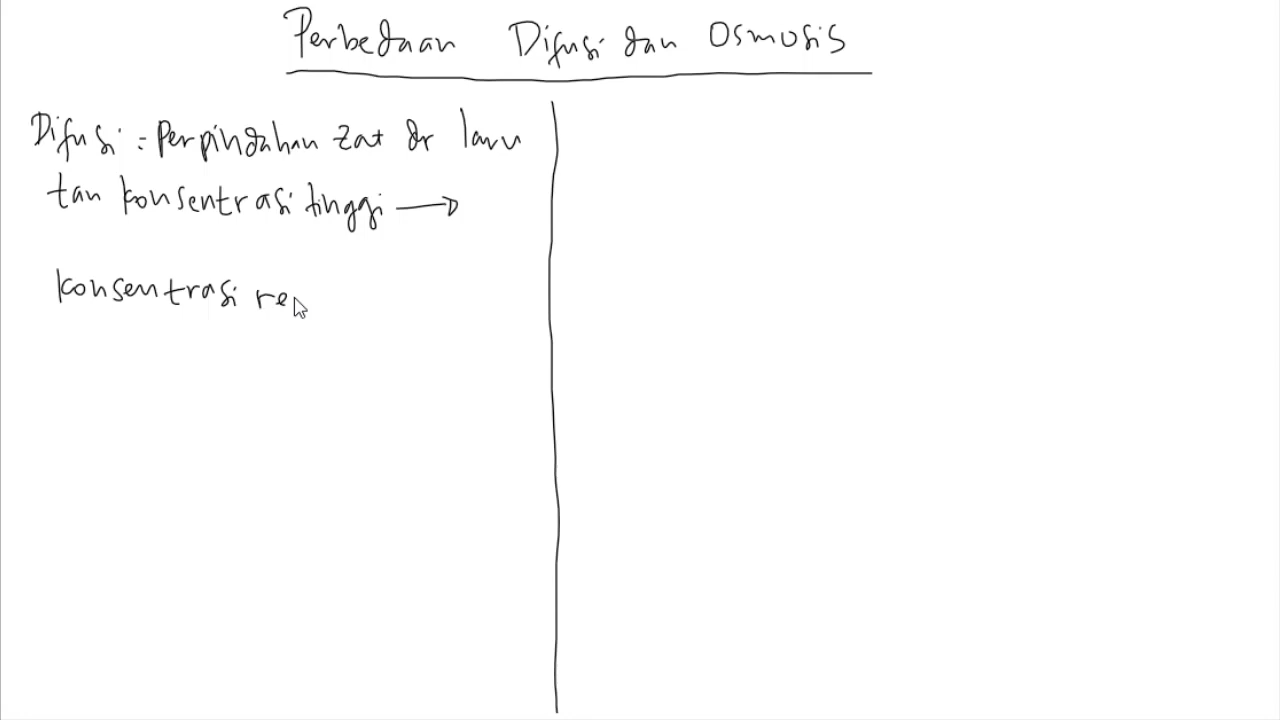 Perbedaan Difusi dan Osmosis
Difusi = Perpindahan zat dr laru
tan konsentrasi tinggi →
konsentrasi re